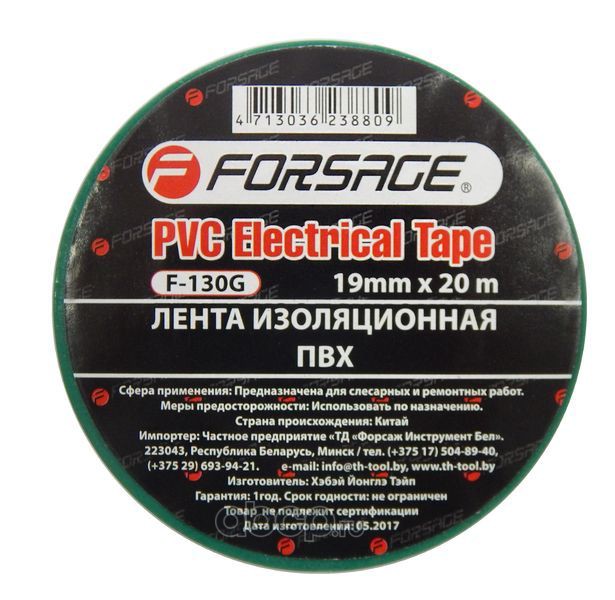 FORSAGE
4 713036 238809
FORSAGE®
PVC Electrical Tape
F-130G 19mm x 20 m
ЛЕНТА ИЗОЛЯЦИОННАЯ
ПВХ
Сфера применения: Предназначена для слесарных и ремонтных работ.
Меры предосторожности: Использовать по назначению.
Страна происхождения: Китай
Импортер: Частное предприятие «ТД «Форсаж Инструмент Бел».
223043, Республика Беларусь, Минск / тел. (+375 17) 504-89-40,
(+375 29) 693-94-21. e-mail: info@th-tool.by, www.th-tool.by
Изготовитель: Хэбэй Йонглэ Тэйп
Гарантия: 1год. Срок годности: не ограничен
Товар не подлежит сертификации
Дата изготовления: 05.2017
FORSAGE